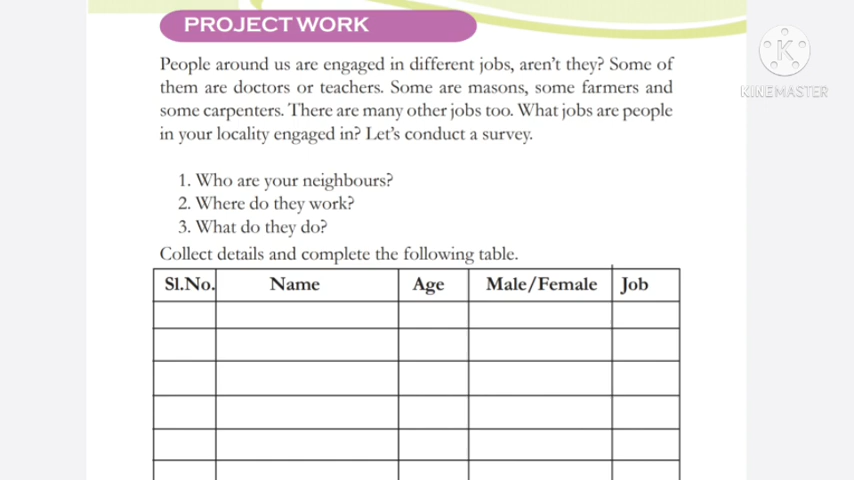 PROJECT WORK
People around us are engaged in different jobs, aren't they? Some of
them are doctors or teachers. Some are masons, some farmers and
some carpenters. There are many other jobs too. What jobs are people
in your locality engaged in? Let's conduct a survey.
1. Who are your neighbours?
2. Where do they work?
3. What do they do?
Collect details and complete the following table.
Sl.No. Name Age Male/Female Job
K
KINEMASTER